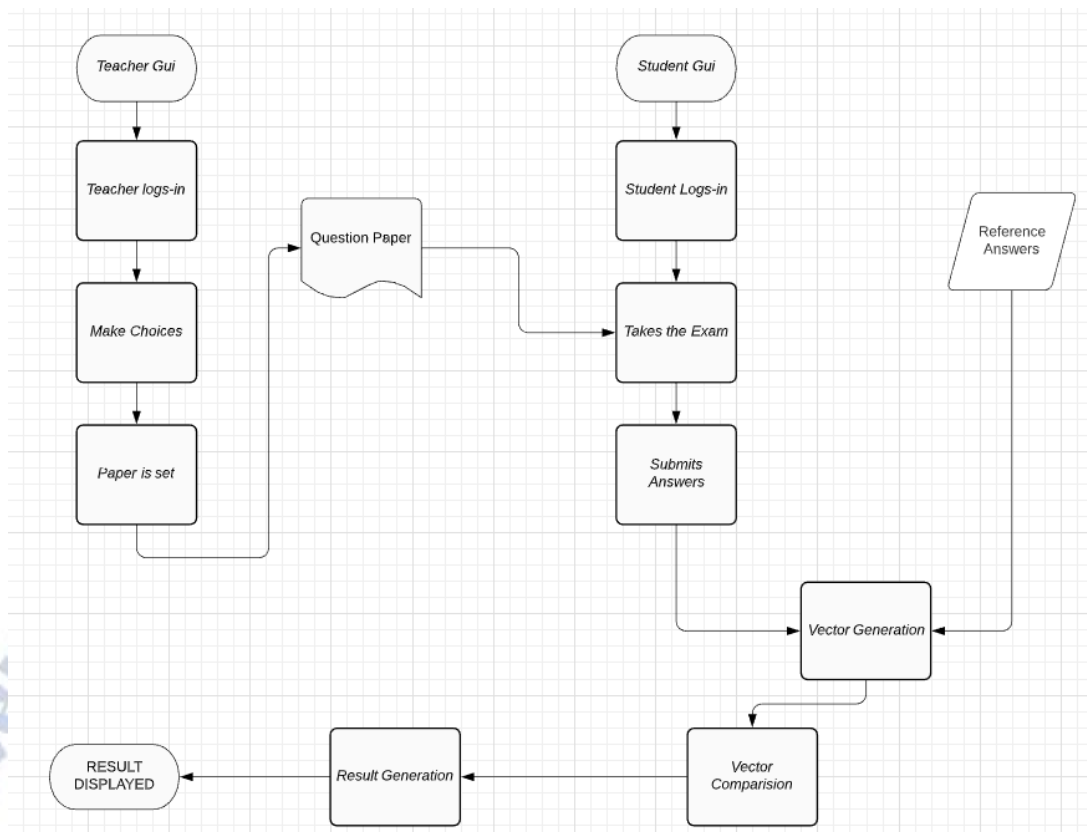 Teacher Gui
Teacher logs-in
Make Choices
Paper is set
Question Paper
Student Gui
Student Logs-in
Takes the Exam
Submits
Answers
Reference
Answers
Vector Generation
Vector
Comparision
Result Generation
RESULT
DISPLAYED